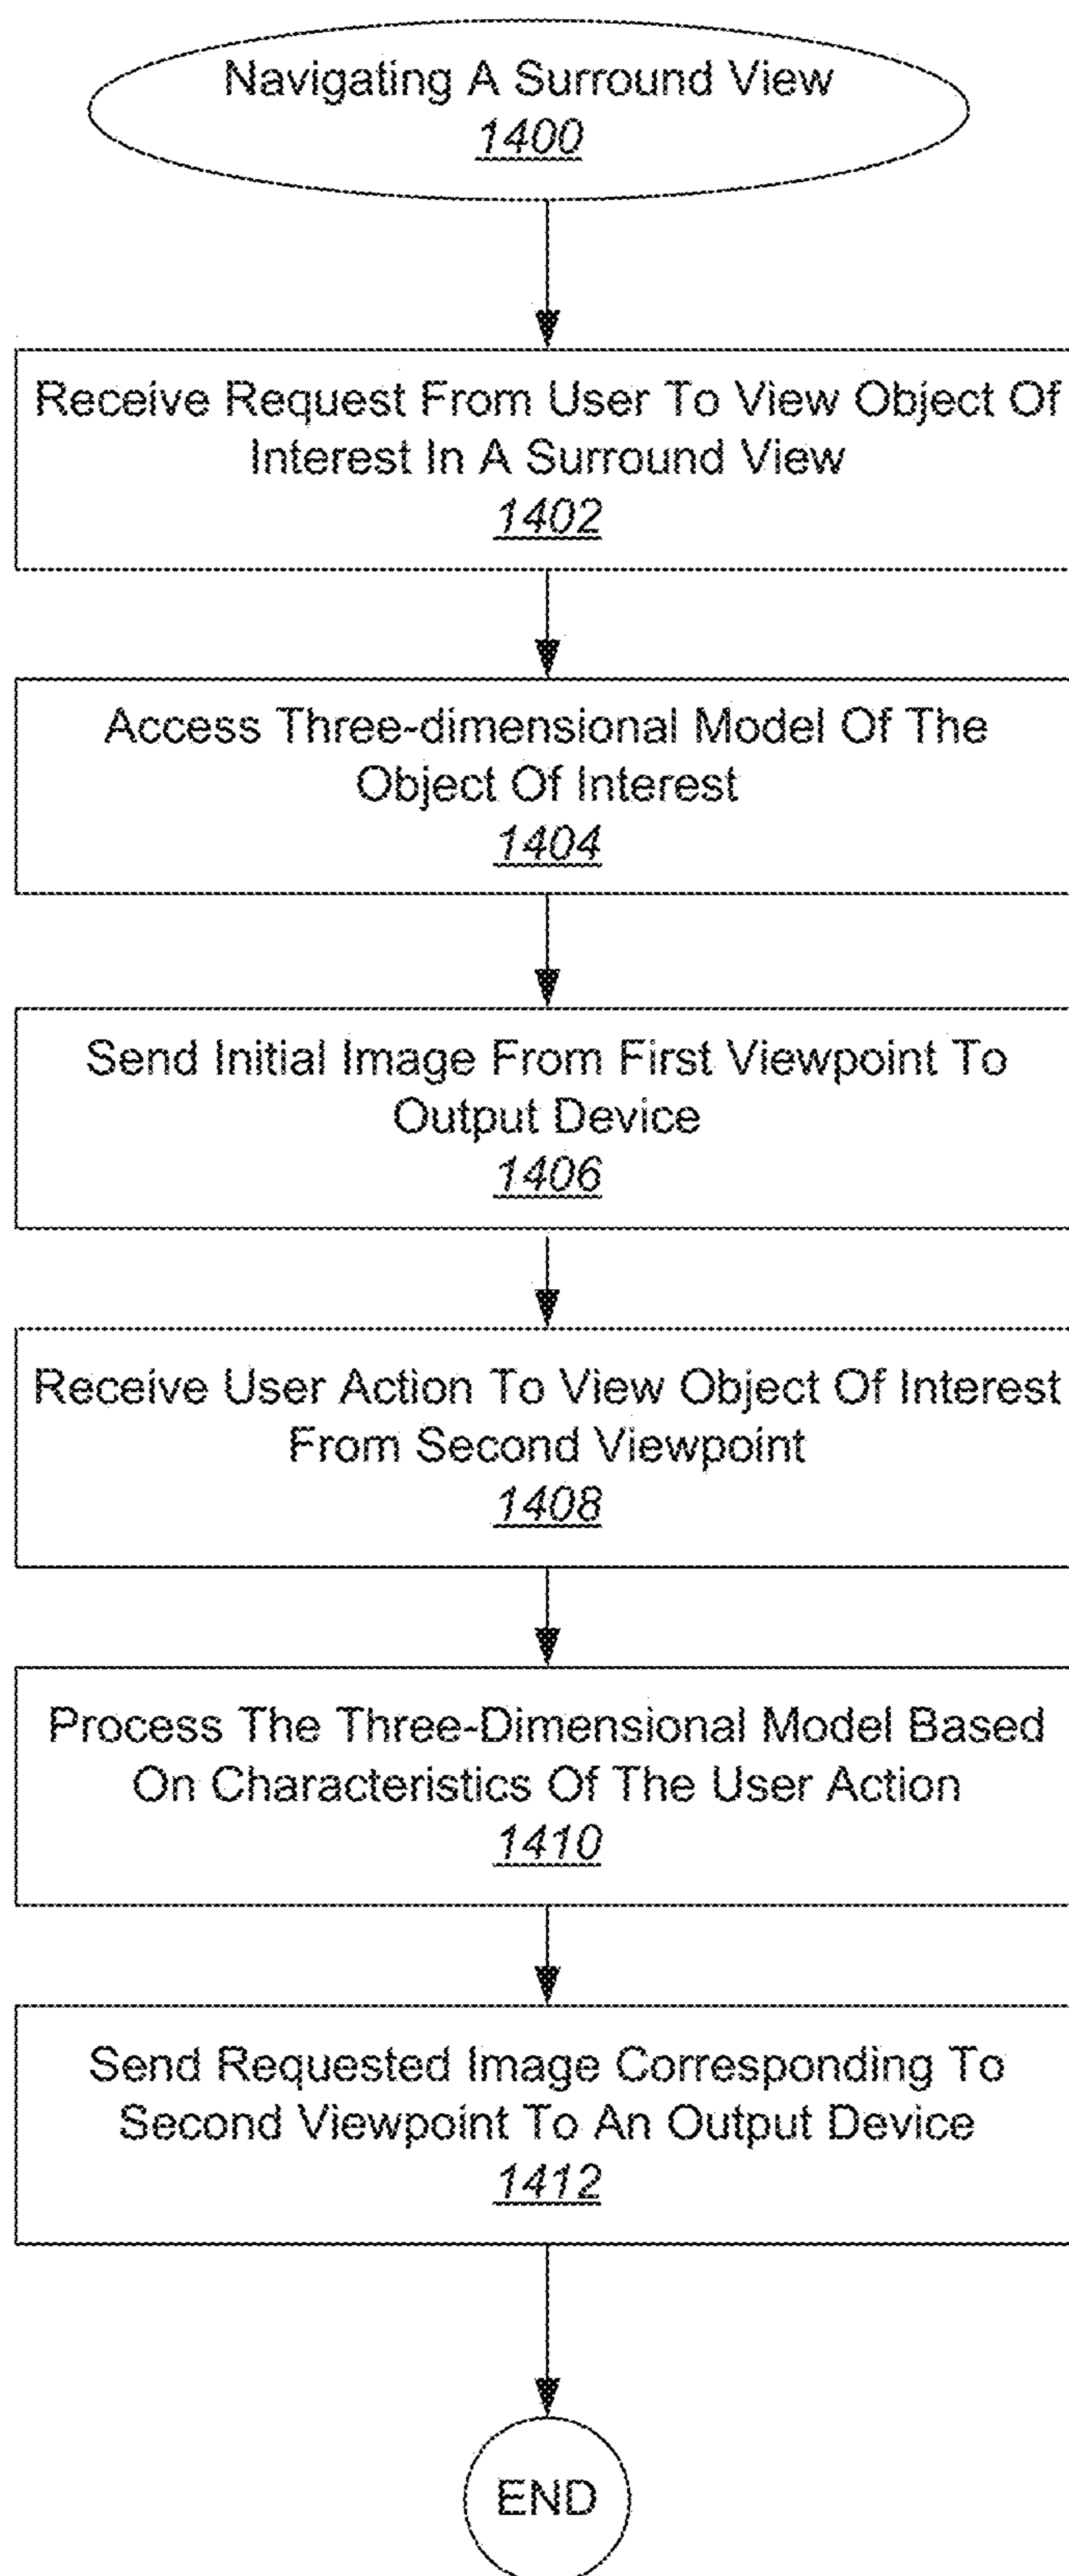 Navigating A Surround View
1400
Receive Request From User To View Object Of
Interest In A Surround View
1402
Access Three-dimensional Model Of The
Object Of Interest
1404
Send Initial Image From First Viewpoint To
Output Device
1406
Receive User Action To View Object Of Interest
From Second Viewpoint
1408
Process The Three-Dimensional Model Based
On Characteristics Of The User Action
1410
Send Requested Image Corresponding To
Second Viewpoint To An Output Device
1412
END